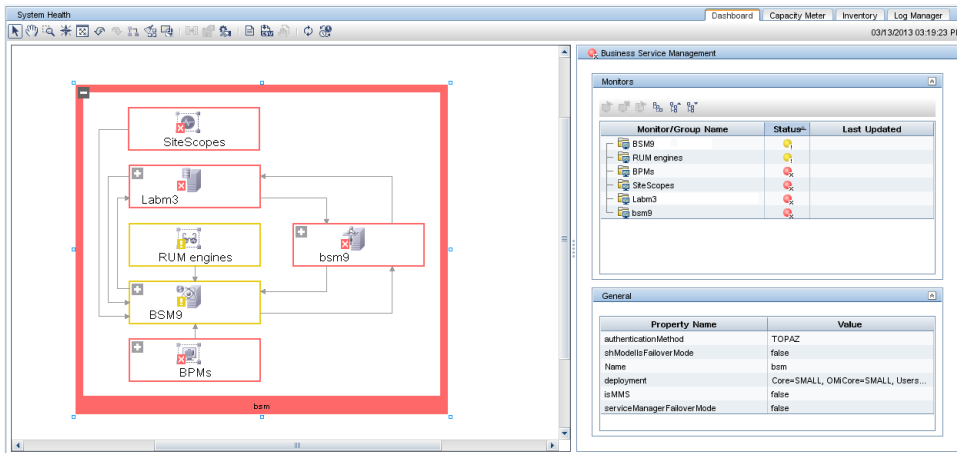 System Health
Dashboard Capacity Meter Inventory Log Manager
03/13/2013 03:19:23 P
SiteScopes
Labm3
RUM engines
bsm9
BSM9
BPMs
bsm
Business Service Management
Monitors
Monitor/Group Name Status Last Updated
BSM9
RUM engines
BPMs
SiteScopes
Labm3
bsm9
General
Property Name Value
authenticationMethod TOPAZ
shModelIsFailoverMode false
Name bsm
deployment Core=SMALL, OMiCore=SMALL, Users...
isMMS false
serviceManagerFailoverMode false